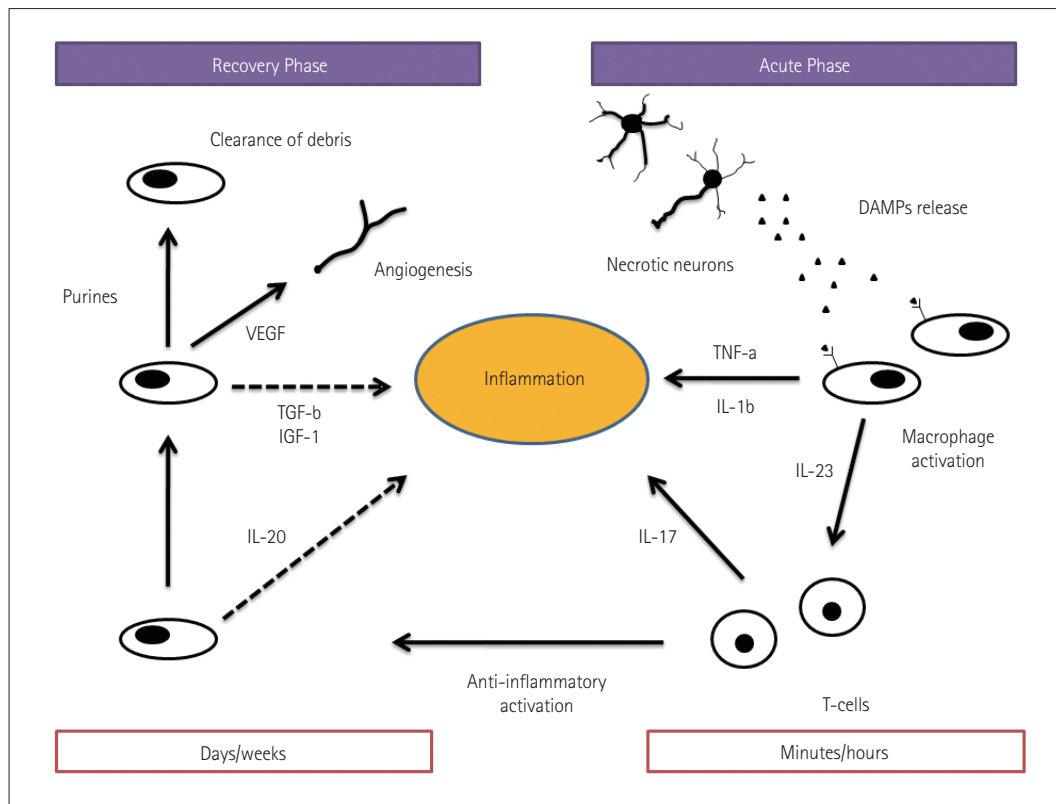 Recovery Phase
Acute Phase
Clearance of debris
DAMPs release
Necrotic neurons
Angiogenesis
Purines
VEGF
TNF-a
Inflammation
IL-1b
TGF-b
IGF-1
Macrophage
activation
IL-23
IL-20
IL-17
Anti-inflammatory
activation
T-cells
Days/weeks
Minutes/hours